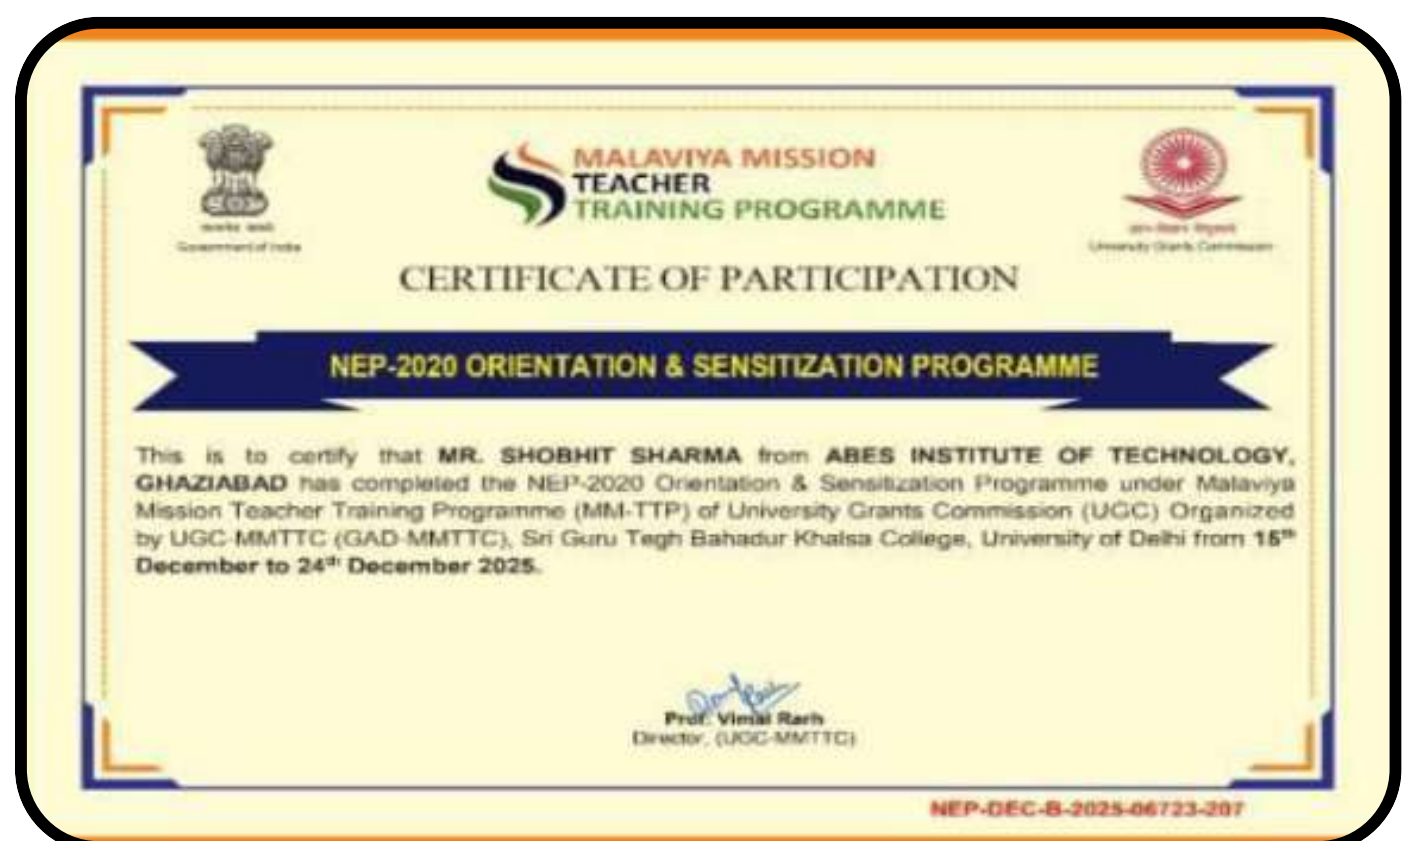 MALAVIYA MISSION
TEACHER
TRAINING PROGRAMME
Government of India
University Grants Commission
CERTIFICATE OF PARTICIPATION
NEP-2020 ORIENTATION & SENSITIZATION PROGRAMME
This is to certify that MR. SHOBHIT SHARMA from ABES INSTITUTE OF TECHNOLOGY,
GHAZIABAD has completed the NEP-2020 Orientation & Sensitization Programme under Malaviya
Mission Teacher Training Programme (MM-TTP) of University Grants Commission (UGC) Organized
by UGC-MMTTC (GAD-MMTTC), Sri Guru Tegh Bahadur Khalsa College, University of Delhi from 15th
December to 24th December 2025.
Prof. Vimal Rarh
Director, (UGC-MMTTC)
NEP-DEC-B-2025-06723-207